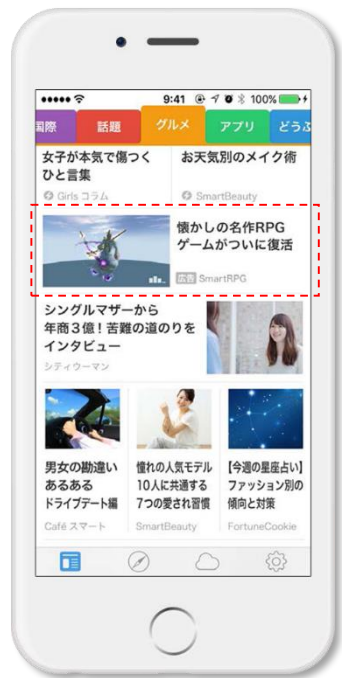 9:41
100%
国際
話題
グルメ
アプリ
どうぶ
女子が本気で傷つく
ひと言集
Girls コラム
お天気別のメイク術
SmartBeauty
懐かしの名作RPG
ゲームがついに復活
広告 SmartRPG
シングルマザーから
年商3億！苦難の道のりを
インタビュー
シティウーマン
男女の勘違い
あるある
ドライブデート編
Café スマート
憧れの人気モデル
10人に共通する
7つの愛され習慣
SmartBeauty
【今週の星座占い】
ファッション別の
傾向と対策
FortuneCookie